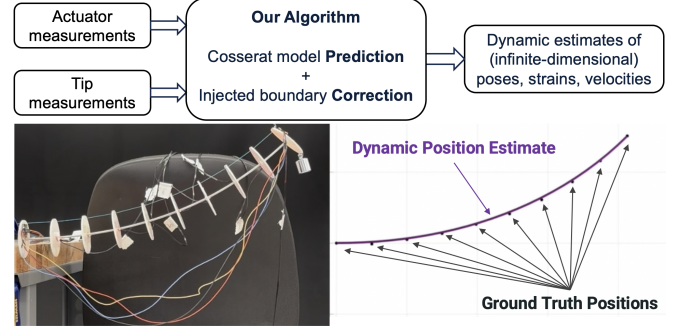 Actuator
measurements
Tip
measurements
Our Algorithm
Cosserat model Prediction
+
Injected boundary Correction
Dynamic estimates of
(infinite-dimensional)
poses, strains, velocities
Dynamic Position Estimate
Ground Truth Positions